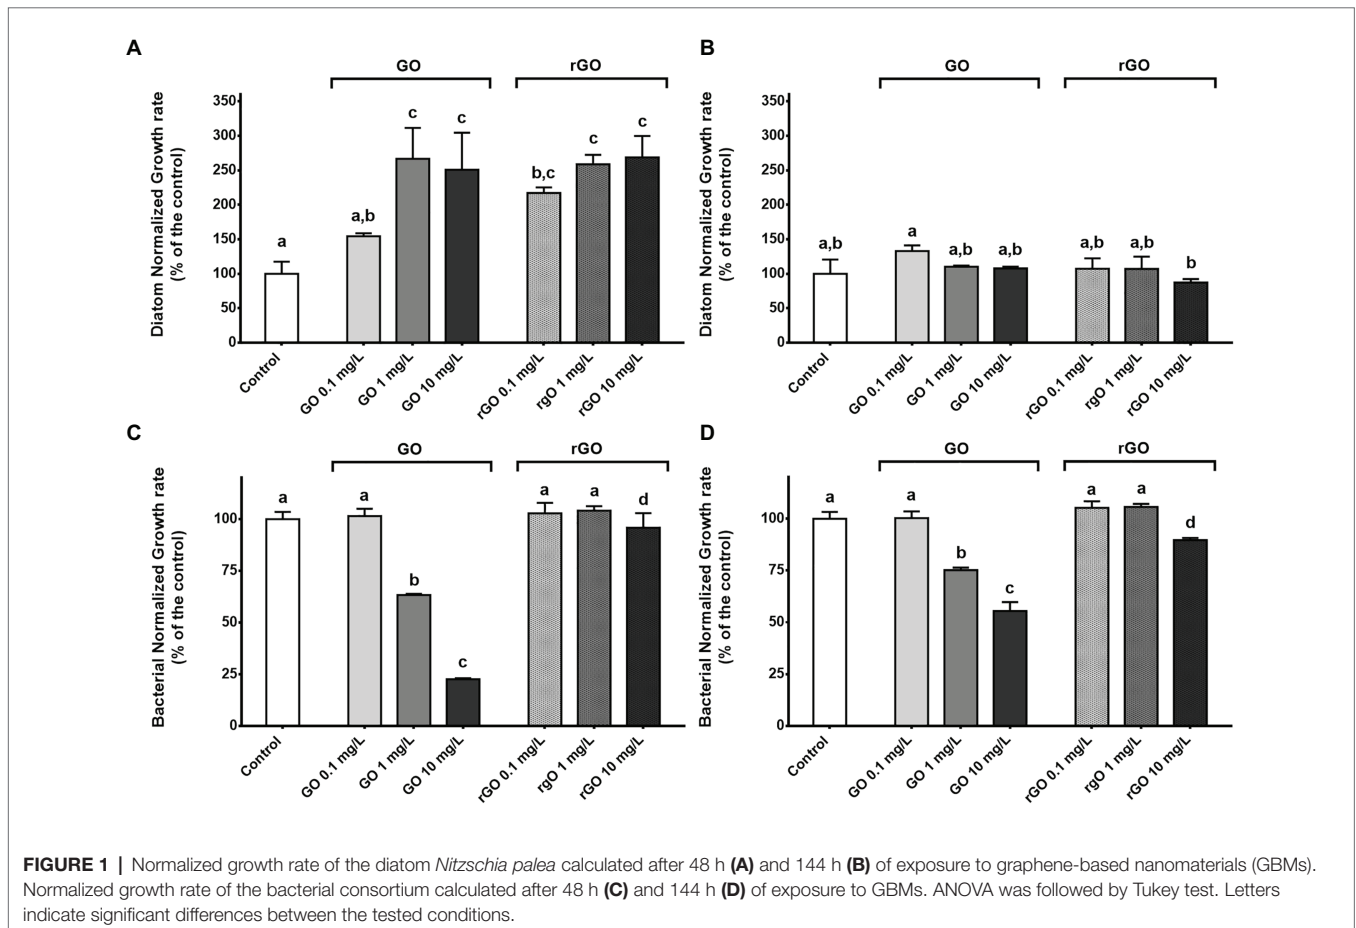 A
GO
rGO
Diatom Normalized Growth rate
(% of the control)
350
300
250
200
150
100
50
0
a
a,b
c
c
b,c
c
c
Control
GO 0.1 mg/L
GO 1 mg/L
GO 10 mg/L
rGO 0.1 mg/L
rgO 1 mg/L
rGO 10 mg/L
B
GO
rGO
Diatom Normalized Growth rate
(% of the control)
350
300
250
200
150
100
50
0
a,b
a
a,b
a,b
a,b
a,b
b
Control
GO 0.1 mg/L
GO 1 mg/L
GO 10 mg/L
rGO 0.1 mg/L
rgO 1 mg/L
rGO 10 mg/L
C
GO
rGO
Bacterial Normalized Growth rate
(% of the control)
100
75
50
25
0
a
a
b
c
a
a
d
Control
GO 0.1 mg/L
GO 1 mg/L
GO 10 mg/L
rGO 0.1 mg/L
rgO 1 mg/L
rGO 10 mg/L
D
GO
rGO
Bacterial Normalized Growth rate
(% of the control)
100
75
50
25
0
a
a
b
c
a
a
d
Control
GO 0.1 mg/L
GO 1 mg/L
GO 10 mg/L
rGO 0.1 mg/L
rgO 1 mg/L
rGO 10 mg/L
FIGURE 1 | Normalized growth rate of the diatom Nitzschia palea calculated after 48 h (A) and 144 h (B) of exposure to graphene-based nanomaterials (GBMs).
Normalized growth rate of the bacterial consortium calculated after 48 h (C) and 144 h (D) of exposure to GBMs. ANOVA was followed by Tukey test. Letters
indicate significant differences between the tested conditions.